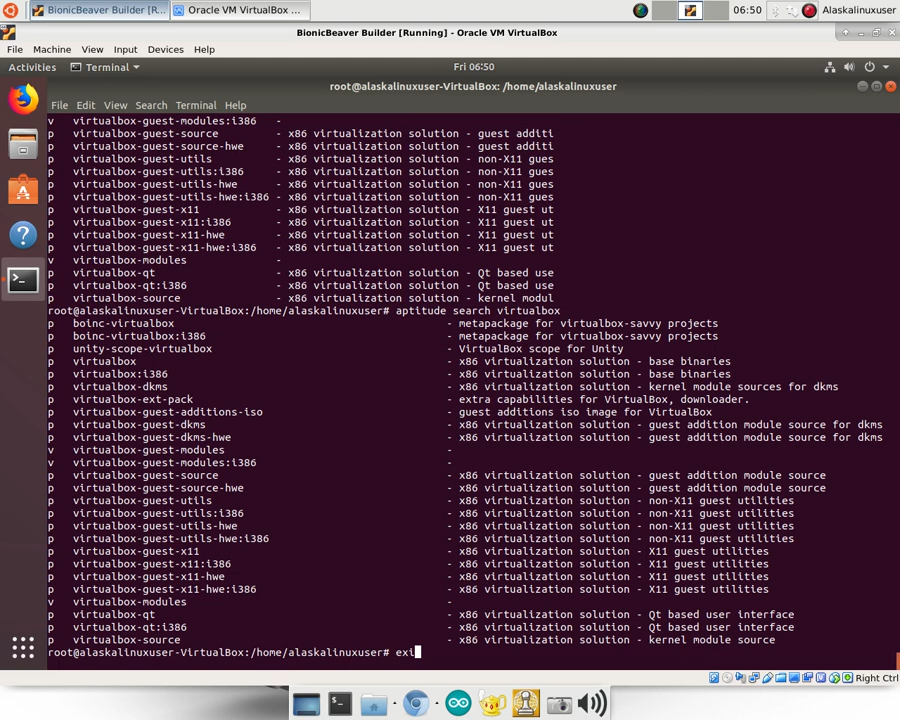 BionicBeaver Builder [R...
Oracle VM VirtualBox ...
06:50
Alaskalinuxuser
BionicBeaver Builder [Running] - Oracle VM VirtualBox
File Machine View Input Devices Help
Activities
Terminal
Fri 06:50
root@alaskalinuxuser-VirtualBox: /home/alaskalinuxuser
File Edit View Search Terminal Help
v virtualbox-guest-modules:i386 -
p virtualbox-guest-source - x86 virtualization solution - guest additi
p virtualbox-guest-source-hwe - x86 virtualization solution - guest additi
p virtualbox-guest-utils - x86 virtualization solution - non-X11 gues
p virtualbox-guest-utils:i386 - x86 virtualization solution - non-X11 gues
p virtualbox-guest-utils-hwe - x86 virtualization solution - non-X11 gues
p virtualbox-guest-utils-hwe:i386 - x86 virtualization solution - non-X11 gues
p virtualbox-guest-x11 - x86 virtualization solution - X11 guest ut
p virtualbox-guest-x11:i386 - x86 virtualization solution - X11 guest ut
p virtualbox-guest-x11-hwe - x86 virtualization solution - X11 guest ut
p virtualbox-guest-x11-hwe:i386 - x86 virtualization solution - X11 guest ut
v virtualbox-modules -
p virtualbox-qt - x86 virtualization solution - Qt based use
p virtualbox-qt:i386 - x86 virtualization solution - Qt based use
p virtualbox-source - x86 virtualization solution - kernel modul
root@alaskalinuxuser-VirtualBox:/home/alaskalinuxuser# aptitude search virtualbox
p boinc-virtualbox - metapackage for virtualbox-savvy projects
p boinc-virtualbox:i386 - metapackage for virtualbox-savvy projects
p unity-scope-virtualbox - VirtualBox scope for Unity
p virtualbox - x86 virtualization solution - base binaries
p virtualbox:i386 - x86 virtualization solution - base binaries
p virtualbox-dkms - x86 virtualization solution - kernel module sources for dkms
p virtualbox-ext-pack - extra capabilities for VirtualBox, downloader.
p virtualbox-guest-additions-iso - guest additions iso image for VirtualBox
p virtualbox-guest-dkms - x86 virtualization solution - guest addition module source for dkms
p virtualbox-guest-dkms-hwe - x86 virtualization solution - guest addition module source for dkms
v virtualbox-guest-modules -
v virtualbox-guest-modules:i386 -
p virtualbox-guest-source - x86 virtualization solution - guest addition module source
p virtualbox-guest-source-hwe - x86 virtualization solution - guest addition module source
p virtualbox-guest-utils - x86 virtualization solution - non-X11 guest utilities
p virtualbox-guest-utils:i386 - x86 virtualization solution - non-X11 guest utilities
p virtualbox-guest-utils-hwe - x86 virtualization solution - non-X11 guest utilities
p virtualbox-guest-utils-hwe:i386 - x86 virtualization solution - non-X11 guest utilities
p virtualbox-guest-x11 - x86 virtualization solution - X11 guest utilities
p virtualbox-guest-x11:i386 - x86 virtualization solution - X11 guest utilities
p virtualbox-guest-x11-hwe - x86 virtualization solution - X11 guest utilities
p virtualbox-guest-x11-hwe:i386 - x86 virtualization solution - X11 guest utilities
v virtualbox-modules -
p virtualbox-qt - x86 virtualization solution - Qt based user interface
p virtualbox-qt:i386 - x86 virtualization solution - Qt based user interface
p virtualbox-source - x86 virtualization solution - kernel module source
root@alaskalinuxuser-VirtualBox:/home/alaskalinuxuser# exi
Right Ctrl